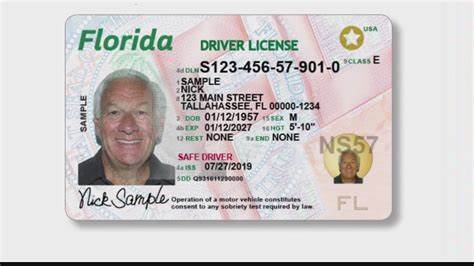 Florida
DRIVER LICENSE
USA
9 CLASS E
4d DLN S123-456-57-901-0
1 SAMPLE
2 NICK
8 123 MAIN STREET
TALLAHASSEE, FL 00000-1234
3 DOB 01/12/1957 15 SEX M
4b EXP 01/12/2027 16 HGT 5'-10"
12 REST NONE 9a END NONE
SAFE DRIVER
4a ISS 07/27/2019
5 DD Q931611290000
SAMPLE
NS57
FL
Nick Sample
Operation of a motor vehicle constitutes
consent to any sobriety test required by law.